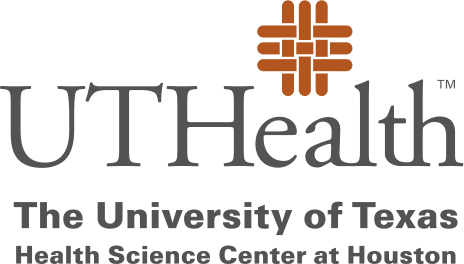 UTHealth™
The University of Texas
Health Science Center at Houston